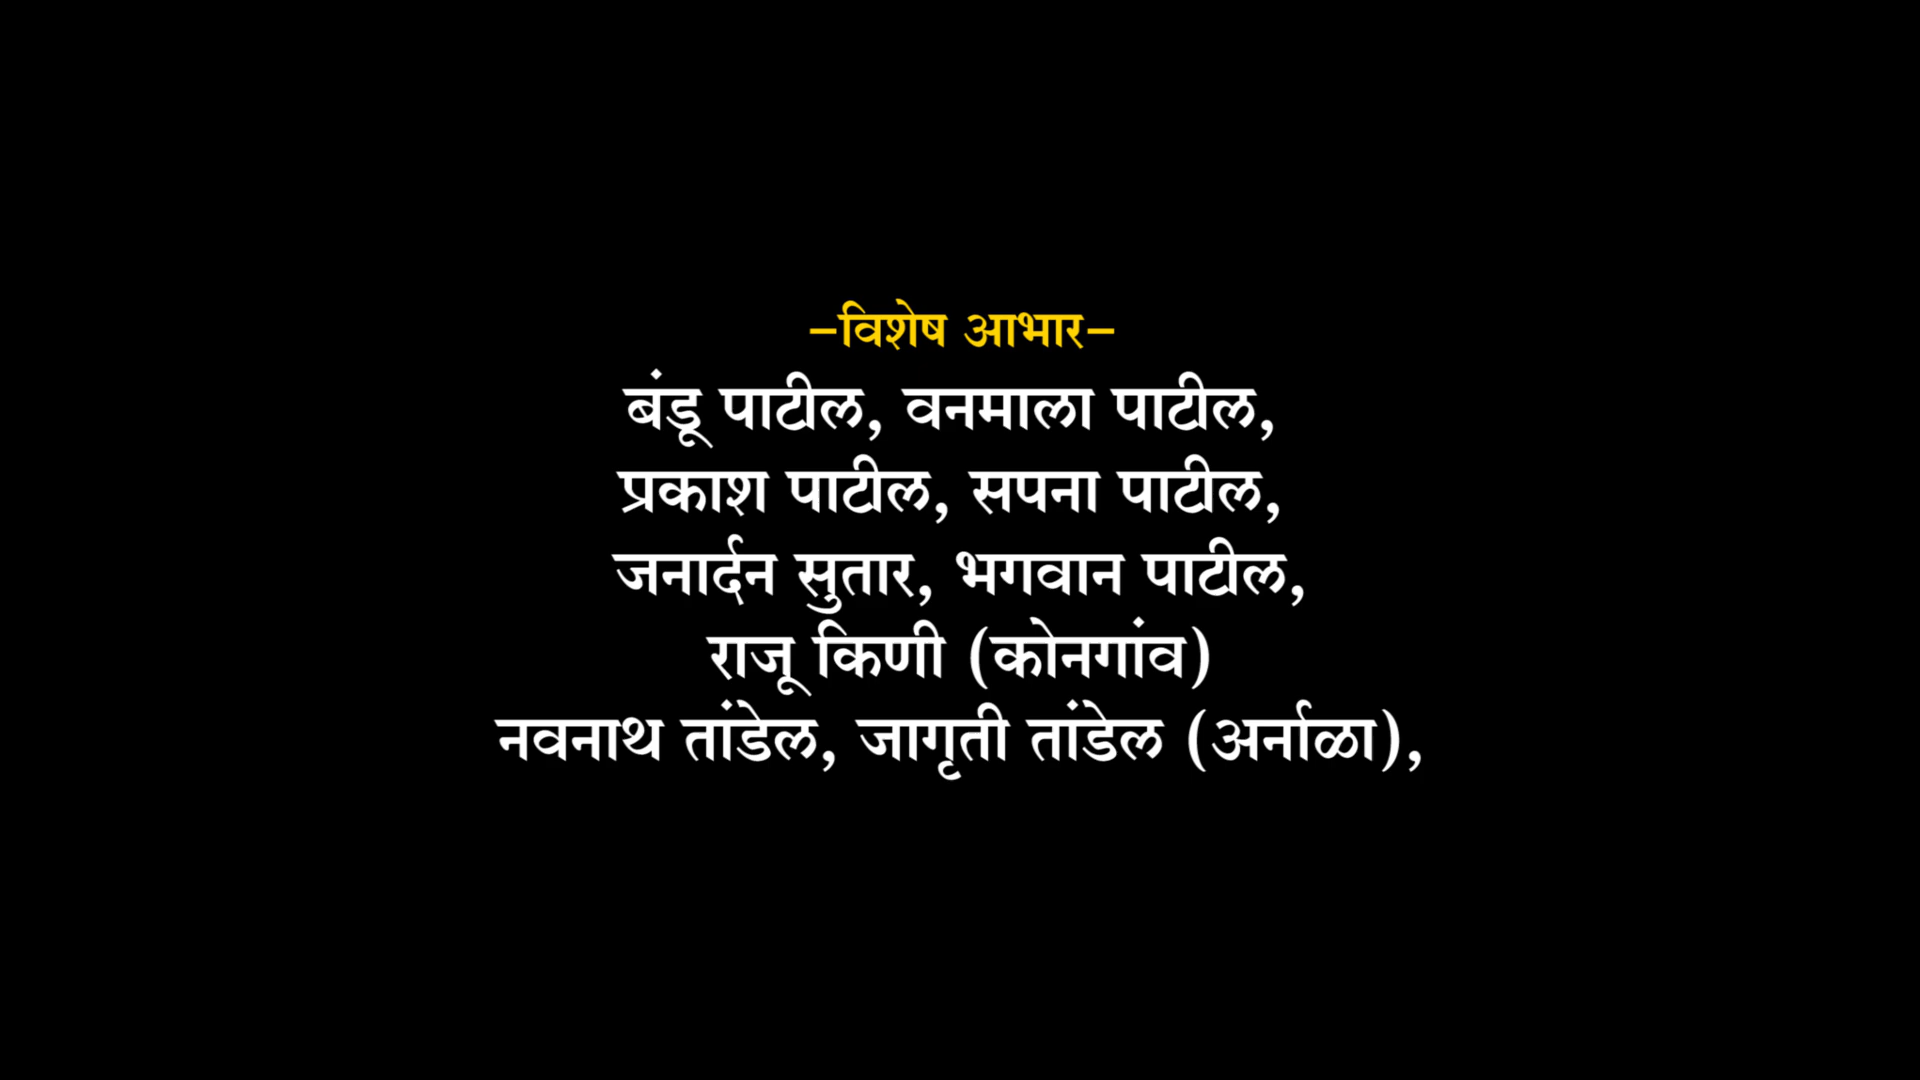 –विशेष आभार–
बंडू पाटील, वनमाला पाटील,
प्रकाश पाटील, सपना पाटील,
जनार्दन सुतार, भगवान पाटील,
राजू किणी (कोनगांव)
नवनाथ तांडेल, जागृती तांडेल (अर्नाळा),